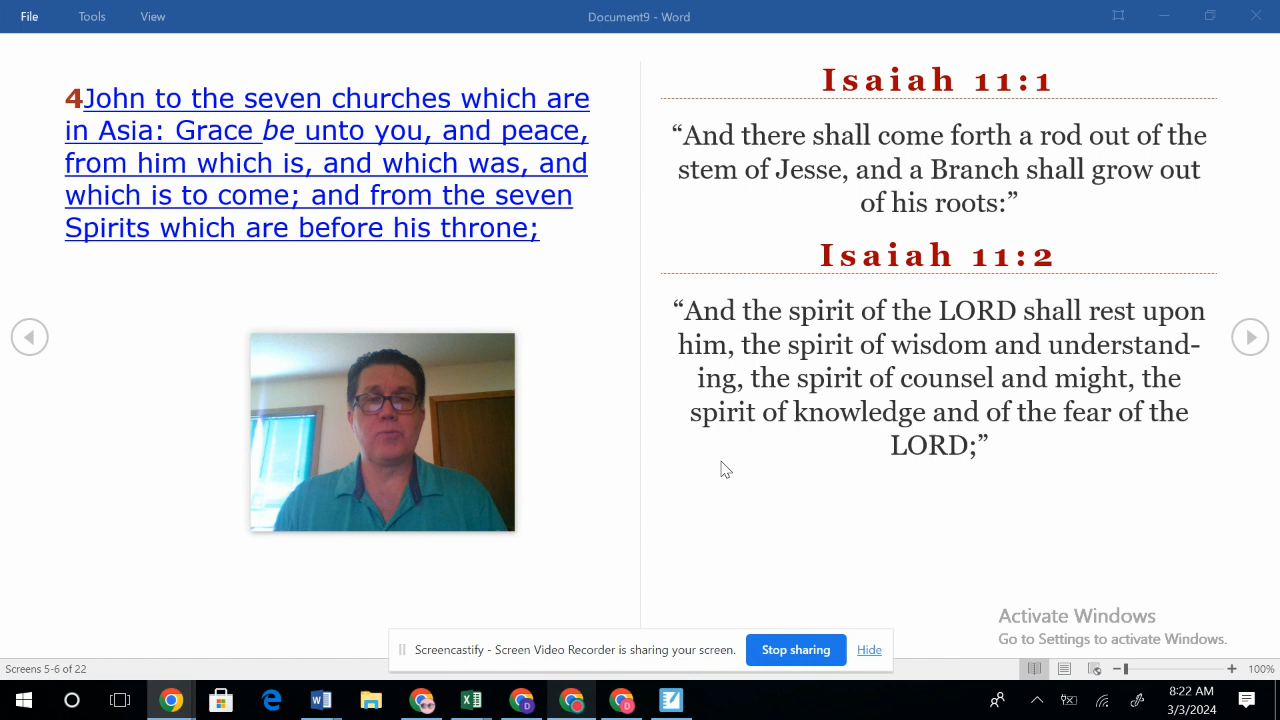 File
Tools
View
Document9 - Word
4John to the seven churches which are
in Asia: Grace be unto you, and peace,
from him which is, and which was, and
which is to come; and from the seven
Spirits which are before his throne;
Isaiah 11:1
“And there shall come forth a rod out of the
stem of Jesse, and a Branch shall grow out
of his roots:”
Isaiah 11:2
“And the spirit of the LORD shall rest upon
him, the spirit of wisdom and understand-
ing, the spirit of counsel and might, the
spirit of knowledge and of the fear of the
LORD;”
Activate Windows
Go to Settings to activate Windows.
Screencastify - Screen Video Recorder is sharing your screen.
Stop sharing
Hide
Screens 5-6 of 22
100%
8:22 AM
3/3/2024